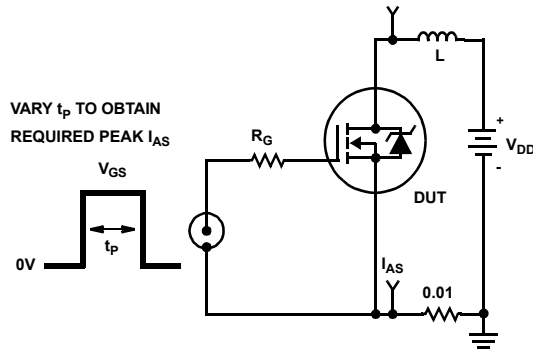 L
VARY tP TO OBTAIN
REQUIRED PEAK IAS
RG
+
VDD
-
VGS
DUT
tP
0V
IAS
0.01